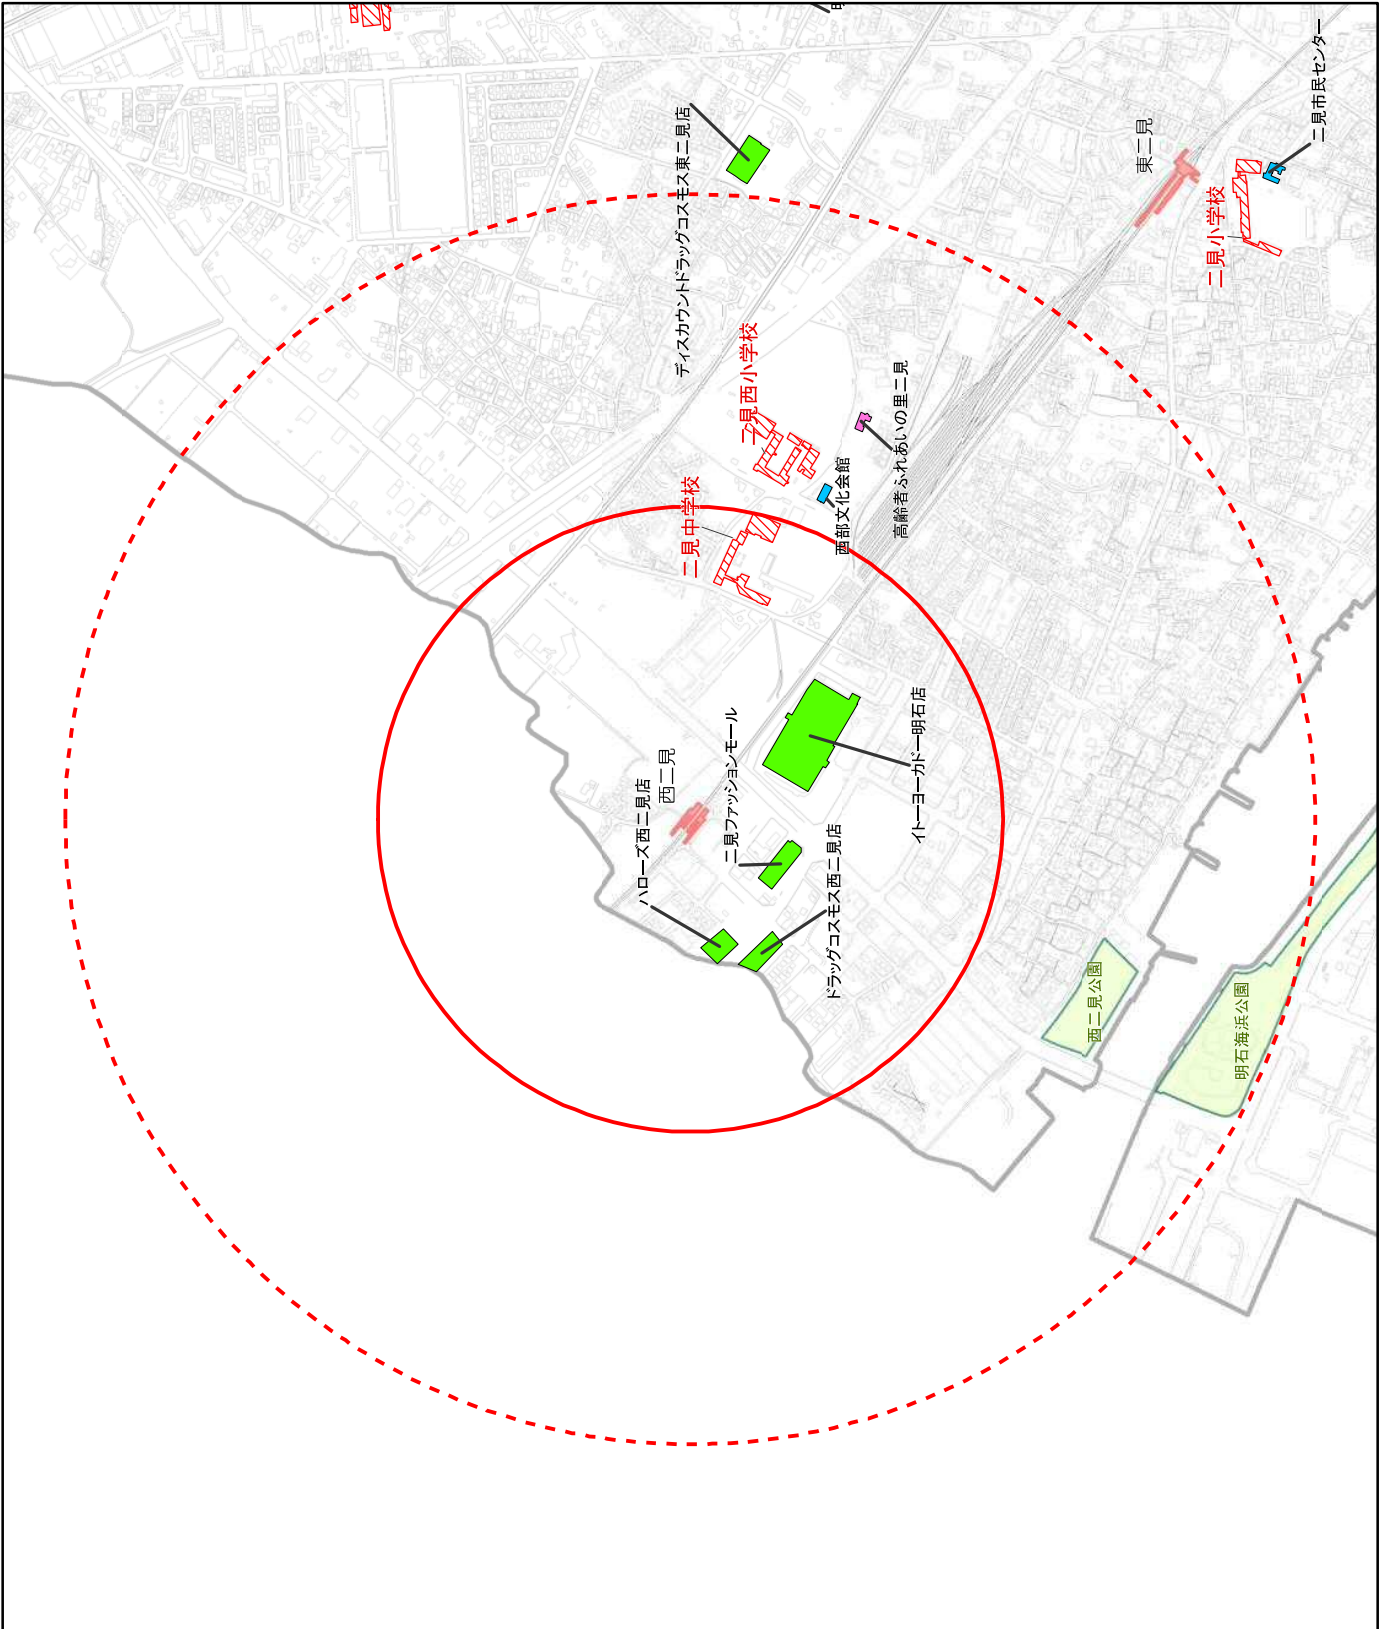 ディスカウントドラッグコスモス東二見店
東二見
二見市民センター
二見小学校
二見西小学校
高齢者ふれあいの里二見
西部文化会館
二見中学校
イトーヨーカドー明石店
二見ファッションモール
西二見
ハローズ西二見店
ドラッグコスモス西二見店
西二見公園
明石海浜公園